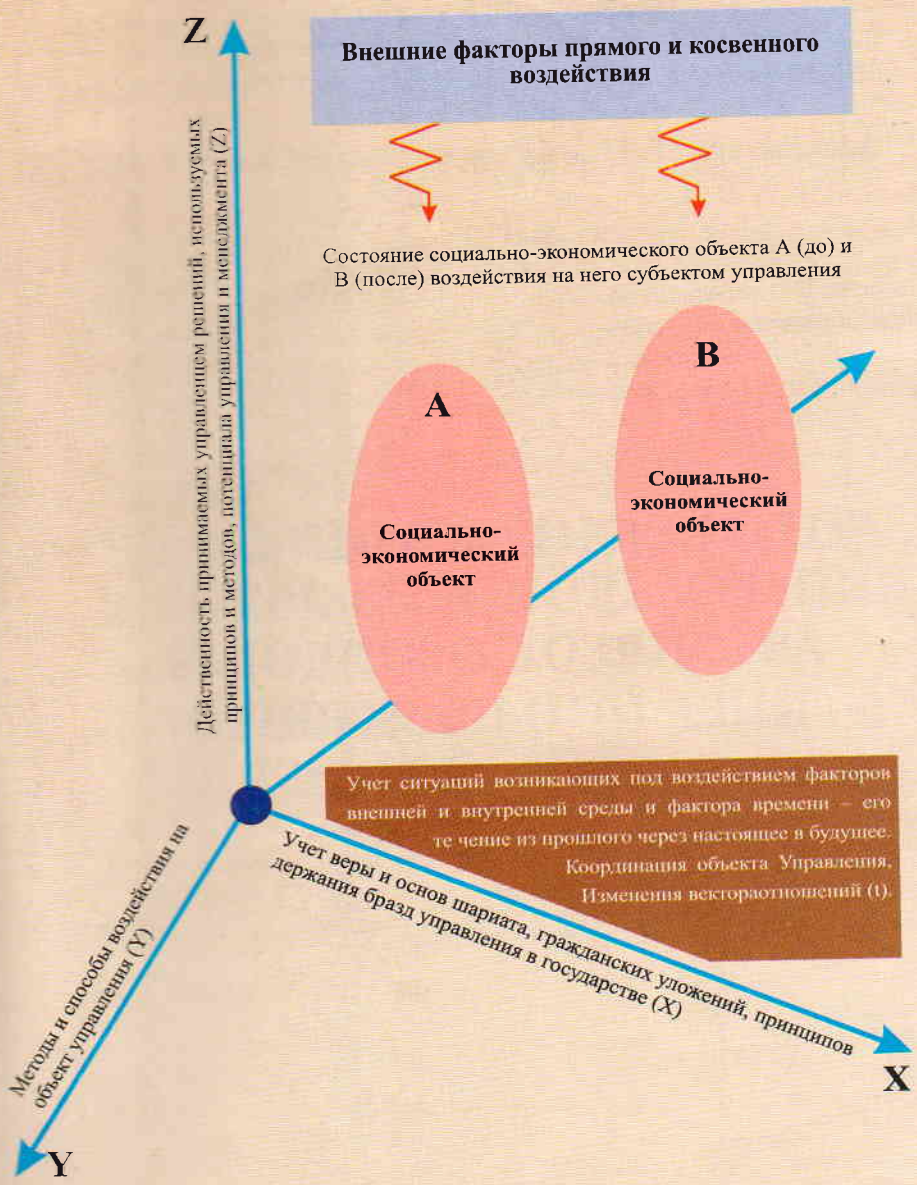 Z
Внешние факторы прямого и косвенного
воздействия
Действенность принимаемых управленцем решений, используемых
принципов и методов, потенциала управления и менеджмента (Z)
Состояние социально-экономического объекта А (до) и
В (после) воздействия на него субъектом управления
A
Социально-
экономический
объект
B
Социально-
экономический
объект
Учет ситуаций возникающих под воздействием факторов
внешней и внутренней среды и фактора времени – его
те чение из прошлого через настоящее в будущее.
Координация объекта Управления,
Изменения вектораотношений (t).
Учет веры и основ шариата, гражданских уложений, принципов
держания бразд управления в государстве (X)
X
Методы и способы воздействия на
объект управления (Y)
Y